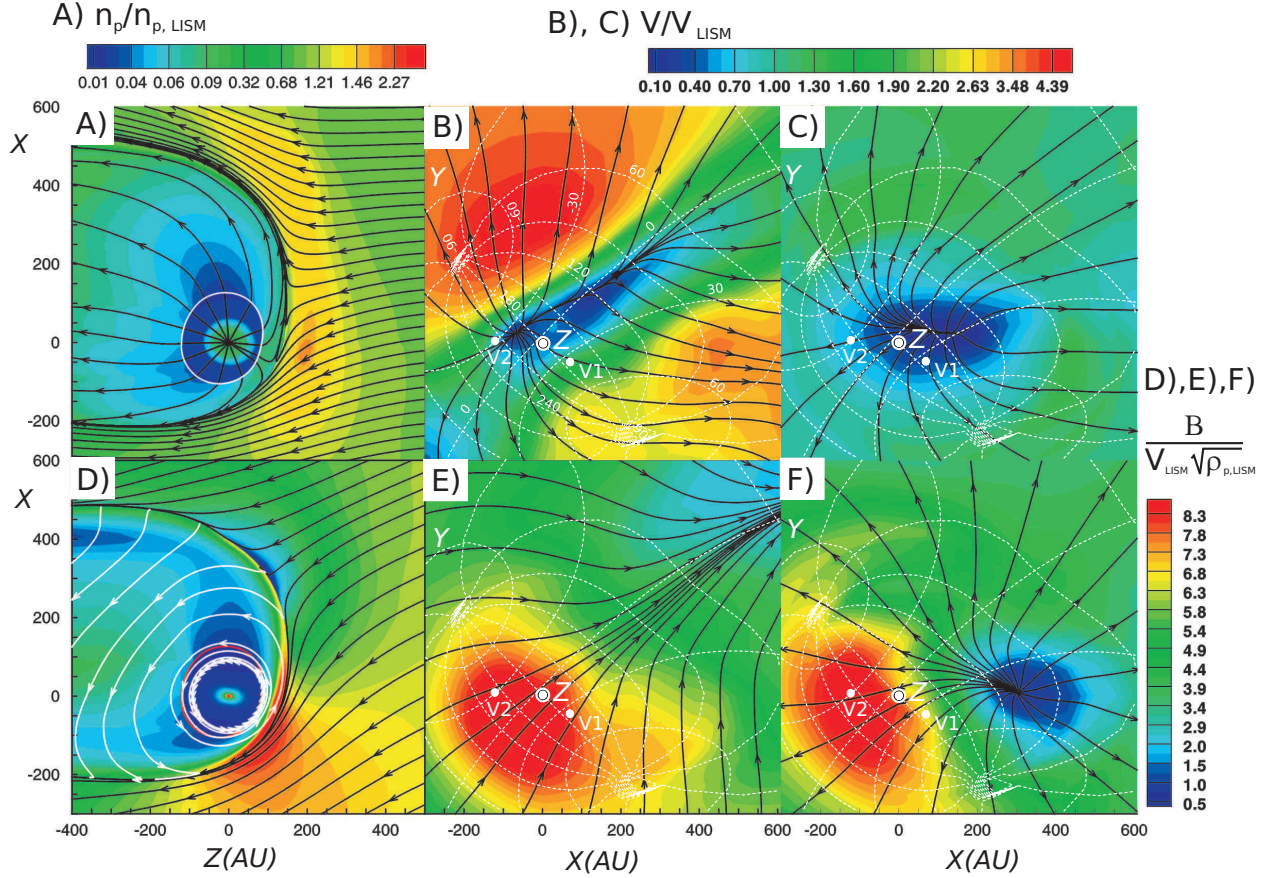 A) n_p/n_p, LISM
B), C) V/V_LISM
0.01 0.04 0.06 0.09 0.32 0.68 1.21 1.46 2.27
0.10 0.40 0.70 1.00 1.30 1.60 1.90 2.20 2.63 3.48 4.39
600
X
400
200
0
-200
A)
B)
Y
60
30
60
90
0
120
180
30
V2
Z
V1
0
240
60
C)
Y
V2
Z
V1
D),E),F)
B
V_LISM √ρ_p,LISM
8.3
7.8
7.3
6.8
6.3
5.8
5.4
4.9
4.4
3.9
3.4
2.9
2.0
1.5
1.0
0.5
600
X
400
200
0
-200
D)
E)
Y
V2
Z
V1
F)
Y
V2
Z
V1
-400 -200 0 200 400
-200 0 200 400 600
-200 0 200 400 600
Z(AU)
X(AU)
X(AU)